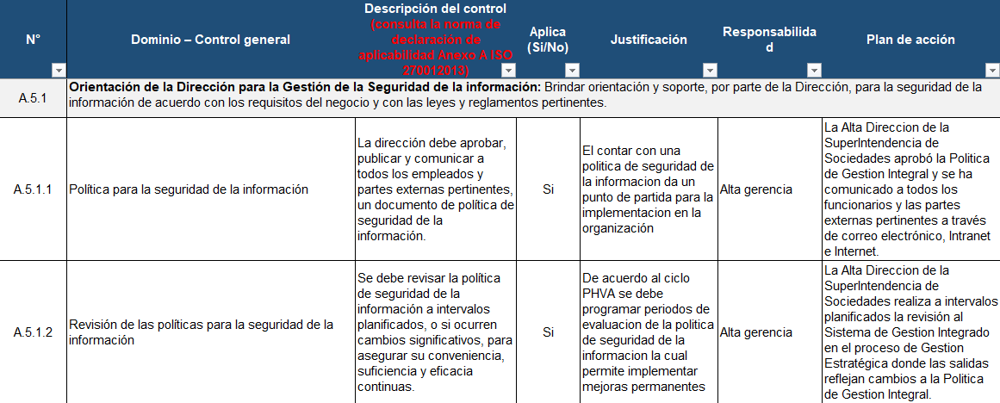 N°
Dominio – Control general
Descripción del control
(consulta la norma de
declaración de
aplicabilidad Anexo A ISO
270012013)
Aplica
(Si/No)
Justificación
Responsabilida
d
Plan de acción
A.5.1
Orientación de la Dirección para la Gestión de la Seguridad de la información: Brindar orientación y soporte, por parte de la Dirección, para la seguridad de la
información de acuerdo con los requisitos del negocio y con las leyes y reglamentos pertinentes.
A.5.1.1
Política para la seguridad de la información
La dirección debe aprobar,
publicar y comunicar a
todos los empleados y
partes externas pertinentes,
un documento de política de
seguridad de la
información.
Si
El contar con una
politica de seguridad de
la informacion da un
punto de partida para la
implementacion en la
organización
Alta gerencia
La Alta Direccion de la
SuperIntendencia de
Sociedades aprobó la Politica
de Gestion Integral y se ha
comunicado a todos los
funcionarios y las partes
externas pertinentes a través
de correo electrónico, Intranet
e Internet.
A.5.1.2
Revisión de las políticas para la seguridad de la
información
Se debe revisar la política
de seguridad de la
información a intervalos
planificados, o si ocurren
cambios significativos, para
asegurar su conveniencia,
suficiencia y eficacia
continuas.
Si
De acuerdo al ciclo
PHVA se debe
programar periodos de
evaluacion de la politica
de seguridad de la
informacion la cual
permite implementar
mejoras permanentes
Alta gerencia
La Alta Direccion de la
SuperIntendencia de
Sociedades realiza a intervalos
planificados la revisión al
Sistema de Gestion Integrado
en el proceso de Gestion
Estratégica donde las salidas
reflejan cambios a la Politica
de Gestion Integral.